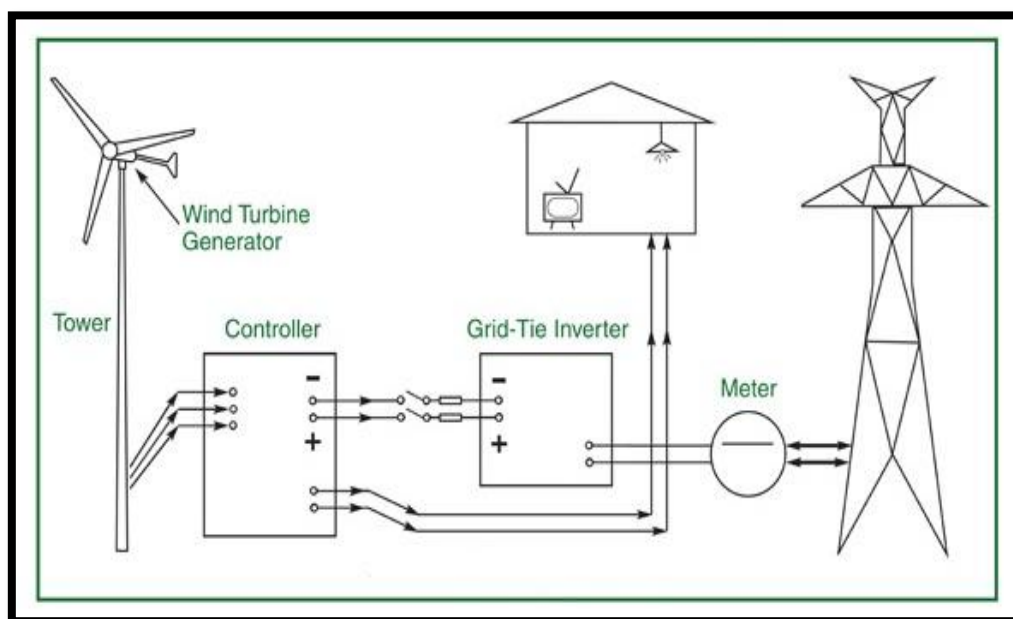 Wind Turbine
Generator
Tower
Controller
Grid-Tie Inverter
Meter
-
+
-
+